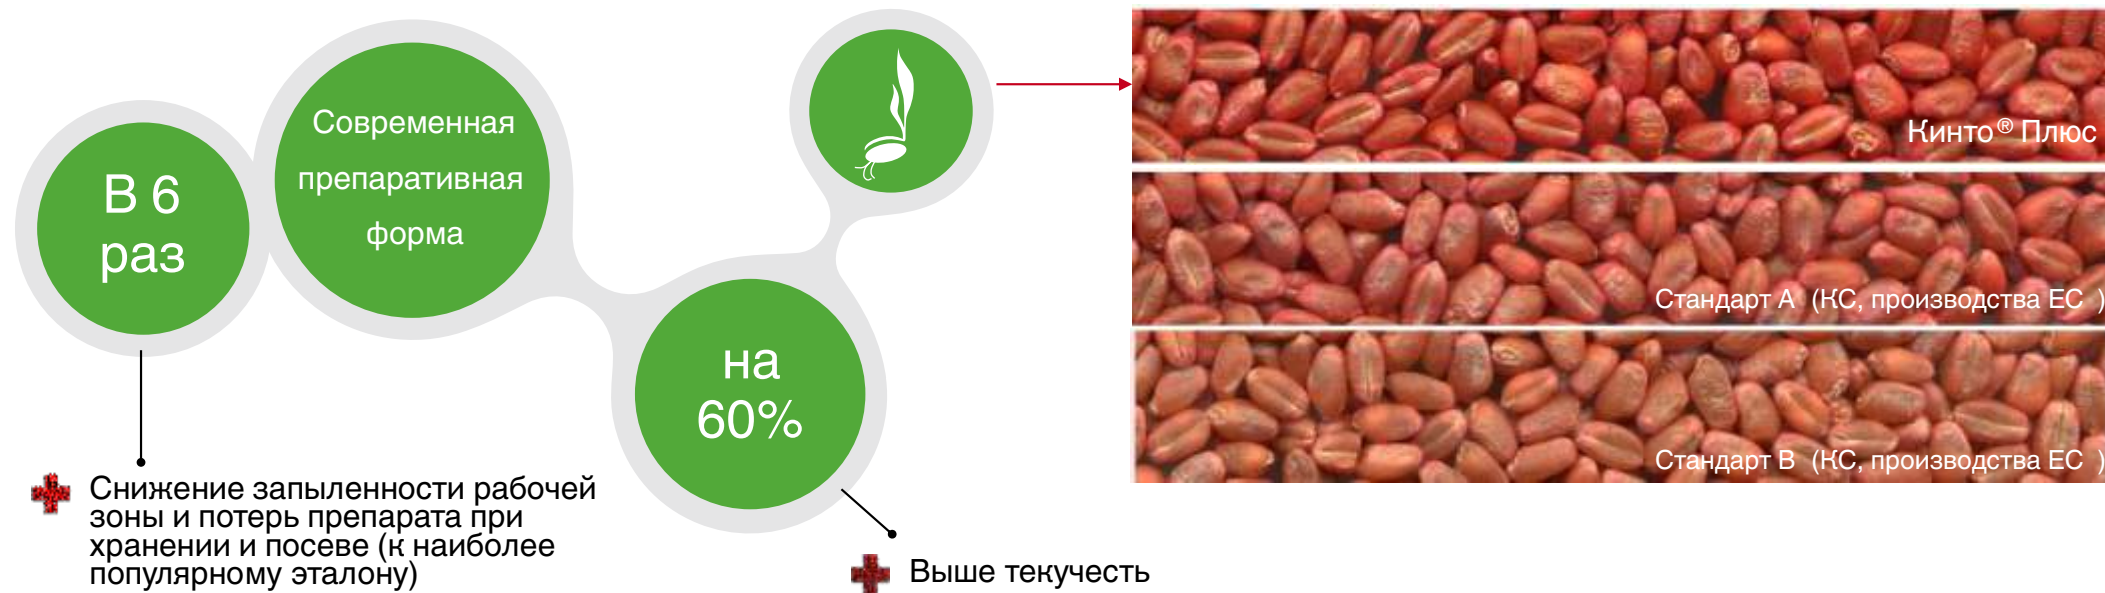 В 6
раз
Современная
препаративная
форма
на
60%
Снижение запыленности рабочей
зоны и потерь препарата при
хранении и посеве (к наиболее
популярному эталону)
Выше текучесть
Кинто® Плюс
Стандарт А (КС, производства ЕС )
Стандарт В (КС, производства ЕС )